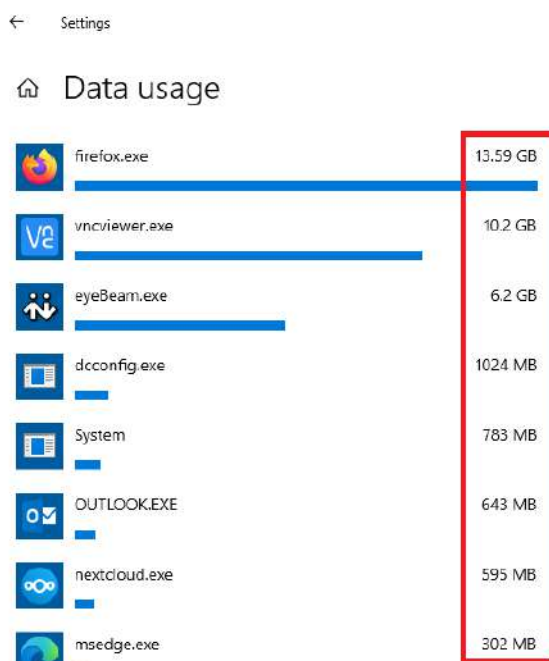 Settings
Data usage
firefox.exe 13.59 GB
vncviewer.exe 10.2 GB
eyeBeam.exe 6.2 GB
dcconfig.exe 1024 MB
System 783 MB
OUTLOOK.EXE 643 MB
nextcloud.exe 595 MB
msedge.exe 302 MB